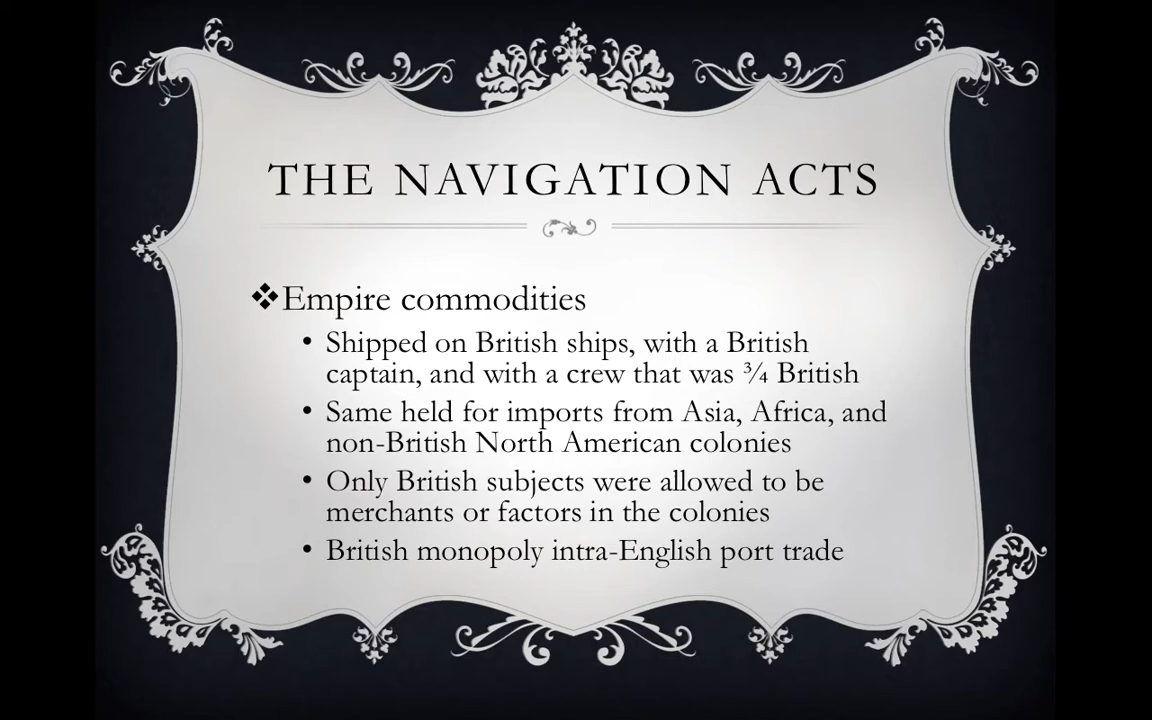 THE NAVIGATION ACTS
❖Empire commodities
• Shipped on British ships, with a British
captain, and with a crew that was ¾ British
• Same held for imports from Asia, Africa, and
non-British North American colonies
• Only British subjects were allowed to be
merchants or factors in the colonies
• British monopoly intra-English port trade